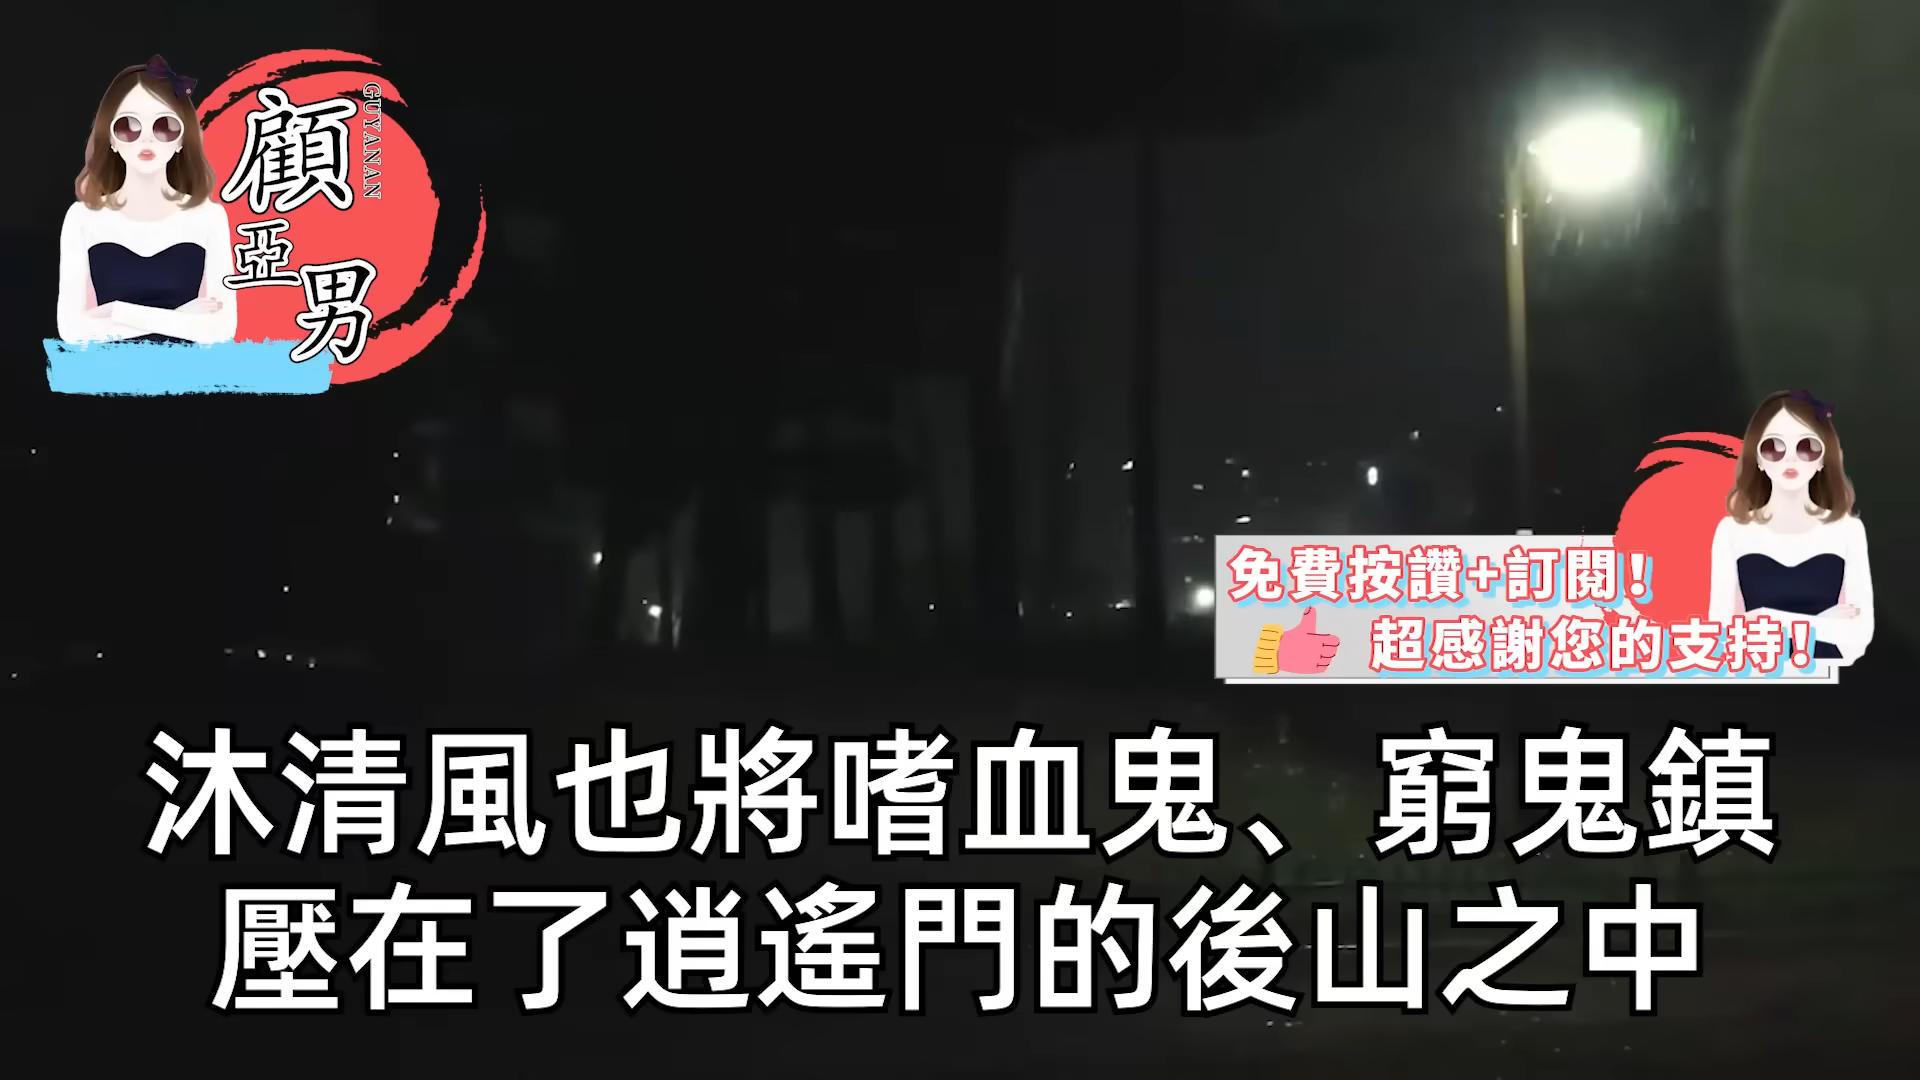 顧亞男
GUYANAN
免費按讚+訂閱！
超感謝您的支持！
沐清風也將嗜血鬼、窮鬼鎮
壓在了逍遙門的後山之中